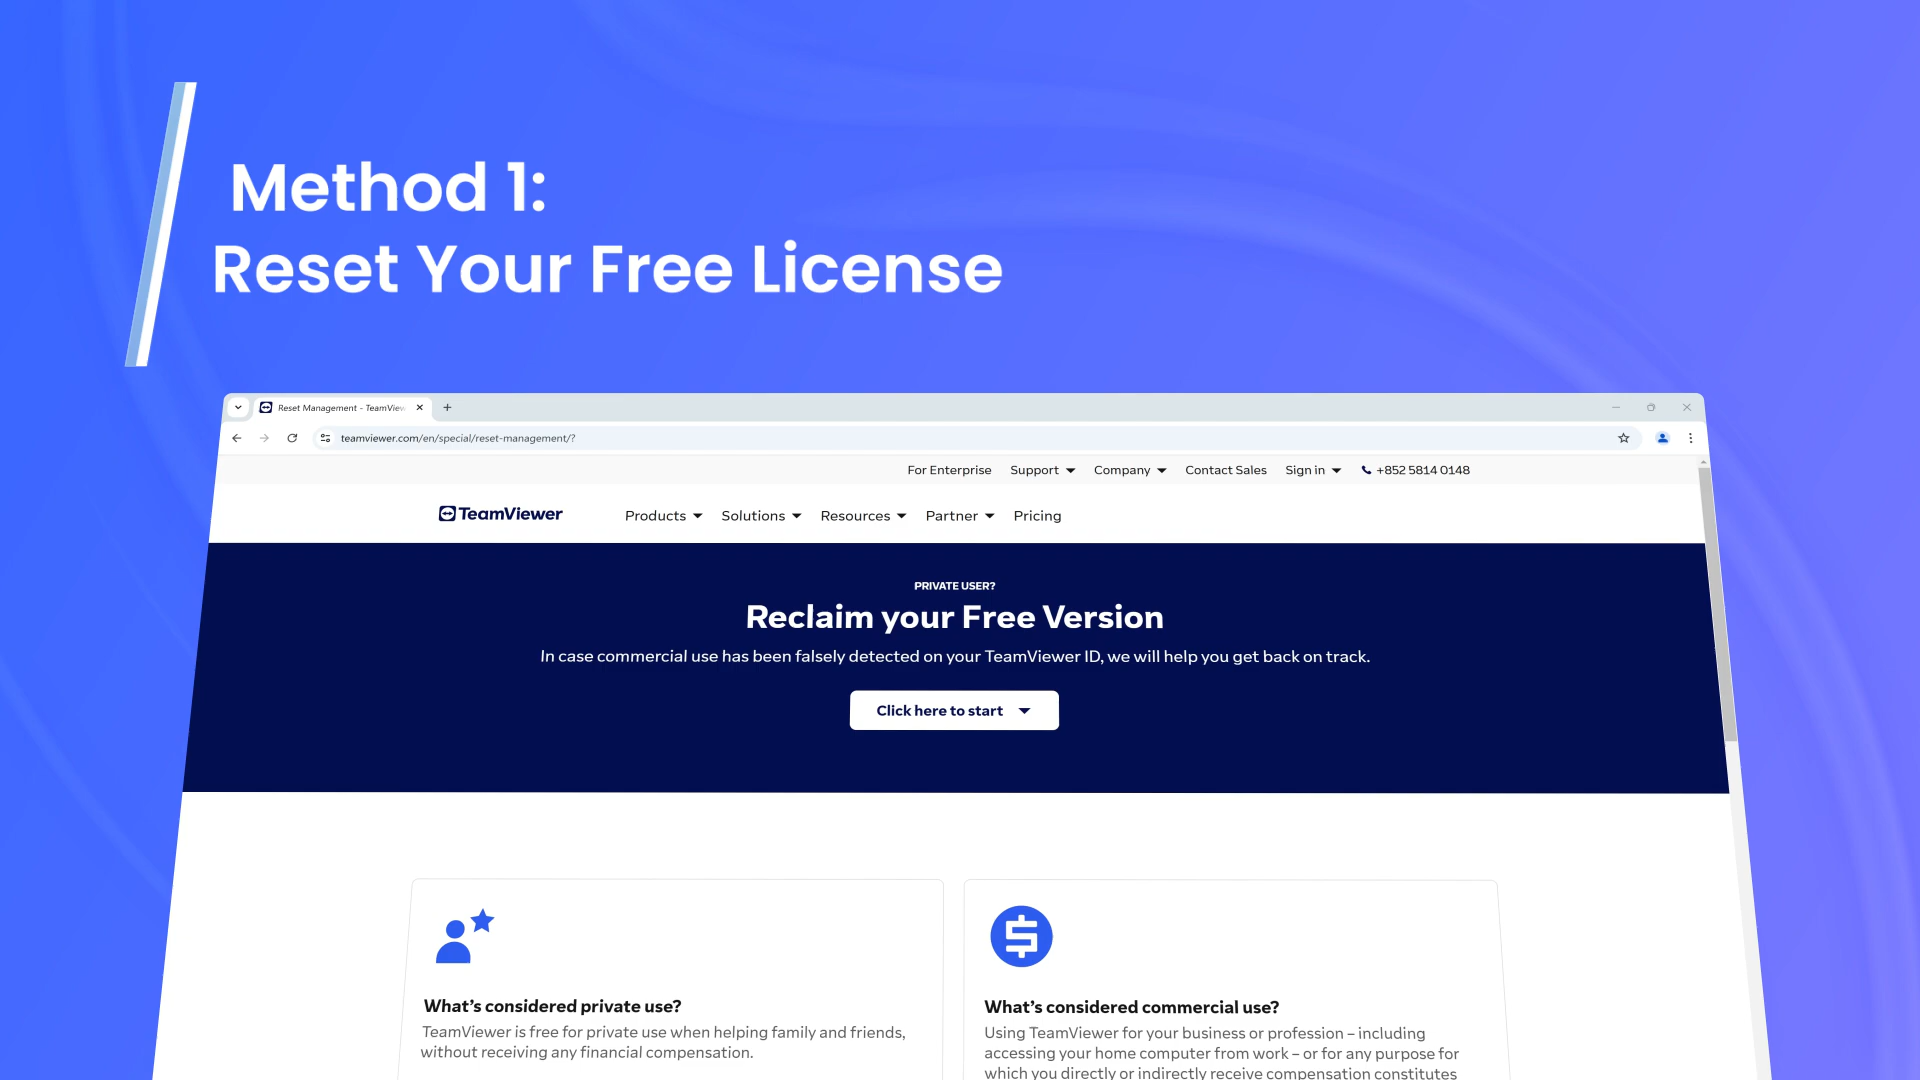 Method 1:
Reset Your Free License
Reset Management - TeamView
teamviewer.com/en/special/reset-management/?
For Enterprise Support Company Contact Sales Sign in +852 5814 0148
TeamViewer Products Solutions Resources Partner Pricing
PRIVATE USER?
Reclaim your Free Version
In case commercial use has been falsely detected on your TeamViewer ID, we will help you get back on track.
Click here to start
What's considered private use?
TeamViewer is free for private use when helping family and friends,
without receiving any financial compensation.
What's considered commercial use?
Using TeamViewer for your business or profession – including
accessing your home computer from work – or for any purpose for
which you directly or indirectly receive compensation constitutes